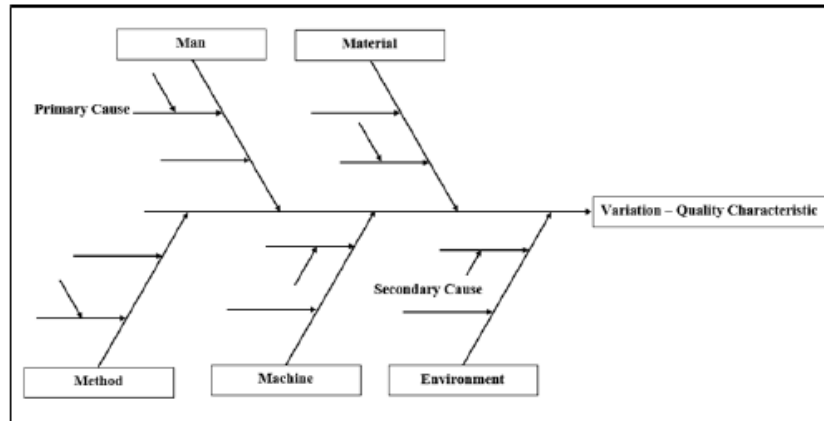 Man
Material
Primary Cause
Variation – Quality Characteristic
Secondary Cause
Method
Machine
Environment